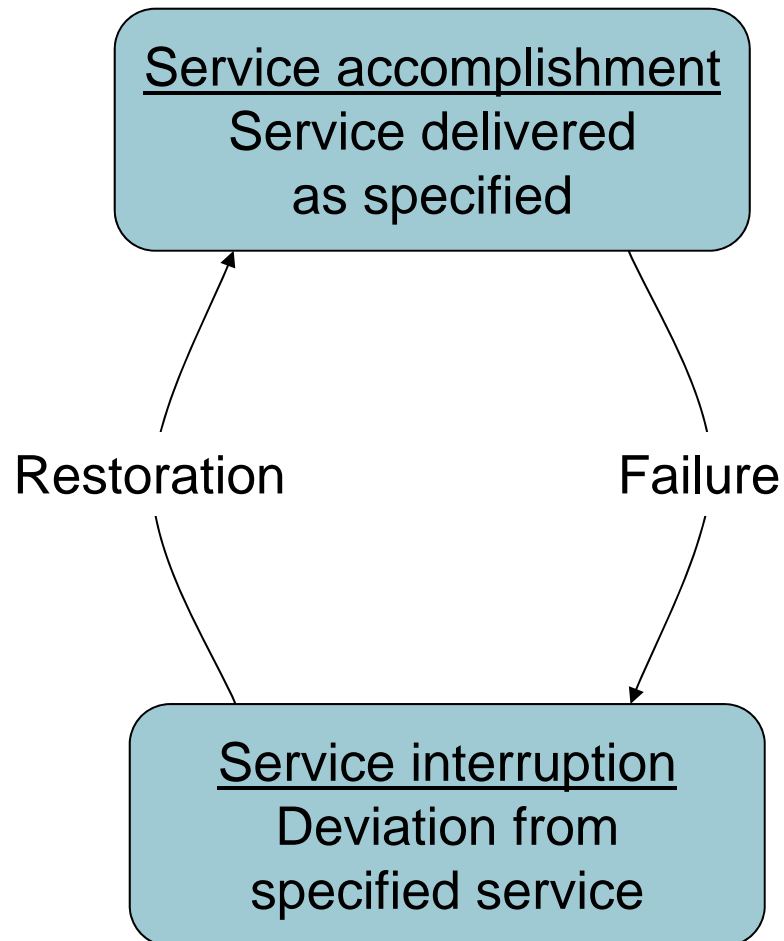 Service accomplishment
Service delivered
as specified
Restoration
Failure
Service interruption
Deviation from
specified service